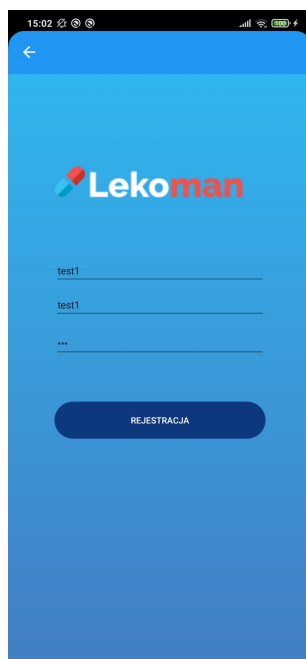 15:02
100
Lekoman
test1
test1
•••
REJESTRACJA